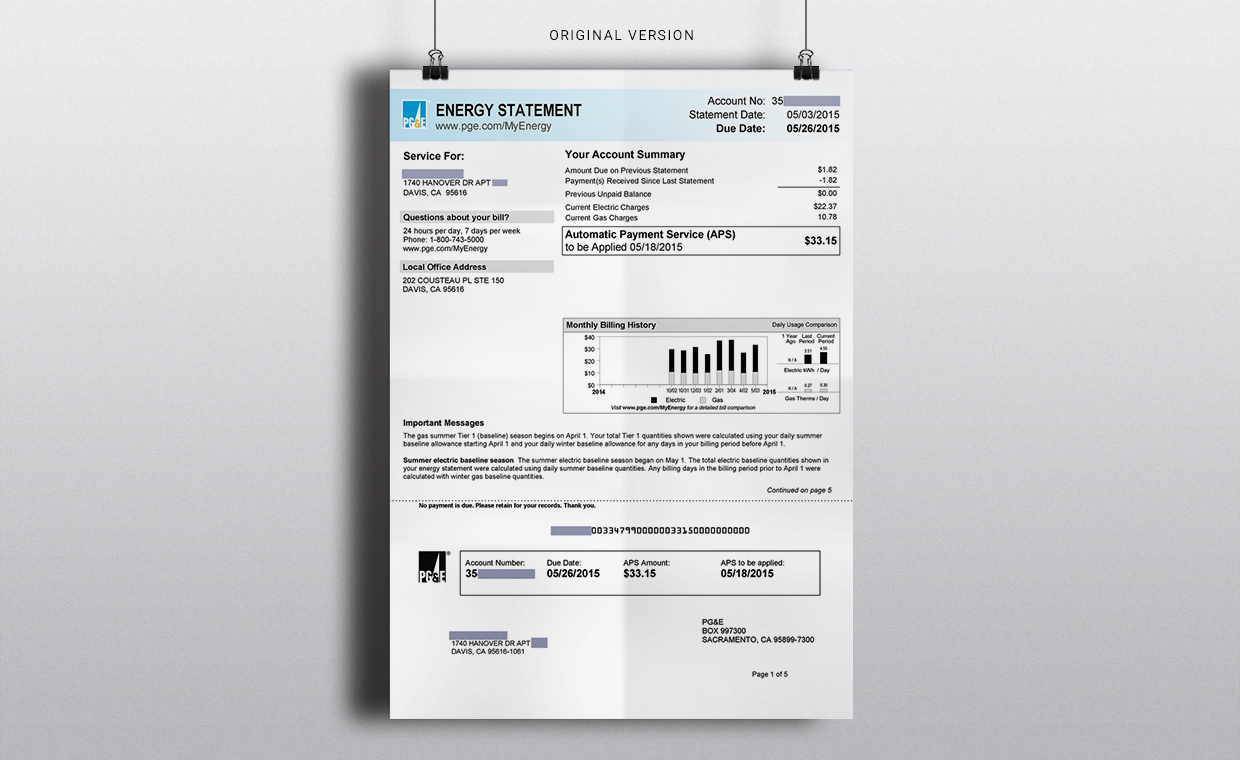 ORIGINAL VERSION
PG&E
ENERGY STATEMENT
www.pge.com/MyEnergy
Account No: 35
Statement Date: 05/03/2015
Due Date: 05/26/2015
Service For:
1740 HANOVER DR APT
DAVIS, CA 95616
Questions about your bill?
24 hours per day, 7 days per week
Phone: 1-800-743-5000
www.pge.com/MyEnergy
Local Office Address
202 COUSTEAU PL STE 150
DAVIS, CA 95616
Your Account Summary
Amount Due on Previous Statement $1.82
Payment(s) Received Since Last Statement -1.82
Previous Unpaid Balance $0.00
Current Electric Charges $22.37
Current Gas Charges 10.78
Automatic Payment Service (APS)
to be Applied 05/18/2015 $33.15
Monthly Billing History Daily Usage Comparison
$40
$30
$20
$10
$0
2014 10/02 10/31 12/03 1/02 2/01 3/04 4/02 5/03 2015
Electric Gas
Visit www.pge.com/MyEnergy for a detailed bill comparison
1 Year Ago Last Period Current Period
N/A 3.51 4.55
Electric kWh / Day
N/A 0.27 0.30
Gas Therms / Day
Important Messages
The gas summer Tier 1 (baseline) season begins on April 1. Your total Tier 1 quantities shown were calculated using your daily summer
baseline allowance starting April 1 and your daily winter baseline allowance for any days in your billing period before April 1.
Summer electric baseline season The summer electric baseline season began on May 1. The total electric baseline quantities shown in
your energy statement were calculated using daily summer baseline quantities. Any billing days in the billing period prior to April 1 were
calculated with winter gas baseline quantities.
Continued on page 5
No payment is due. Please retain for your records. Thank you.
0033479900000033150000000000
PG&E
Account Number: Due Date: APS Amount: APS to be applied:
35 05/26/2015 $33.15 05/18/2015
1740 HANOVER DR APT
DAVIS, CA 95616-1061
PG&E
BOX 997300
SACRAMENTO, CA 95899-7300
Page 1 of 5